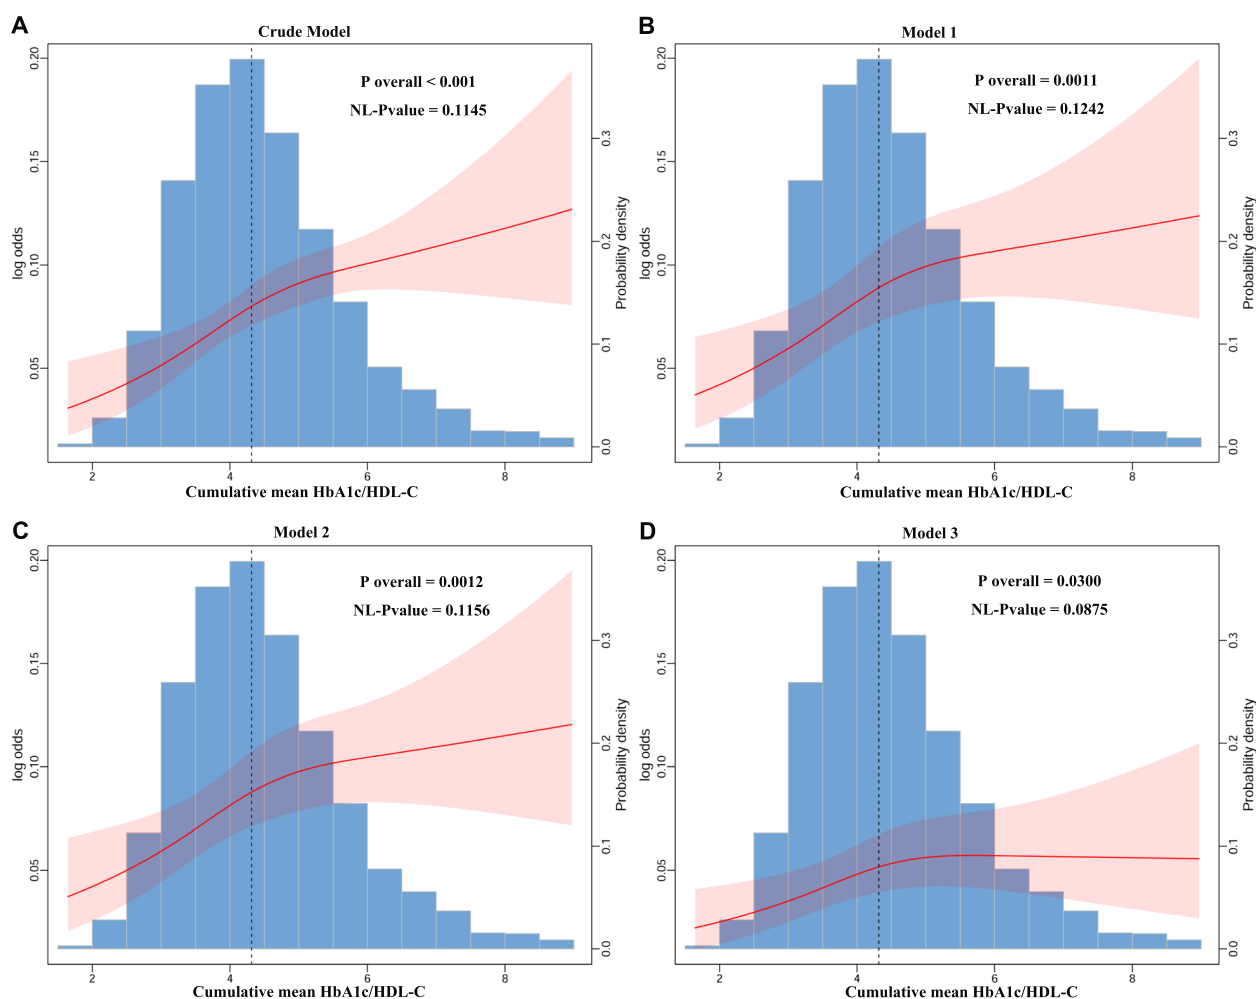 A
Crude Model
P overall < 0.001
NL-Pvalue = 0.1145
log odds
0.05
0.10
0.15
0.20
Probability density
0.0
0.1
0.2
0.3
2
4
6
8
Cumulative mean HbA1c/HDL-C
B
Model 1
P overall = 0.0011
NL-Pvalue = 0.1242
log odds
0.05
0.10
0.15
0.20
Probability density
0.0
0.1
0.2
0.3
2
4
6
8
Cumulative mean HbA1c/HDL-C
C
Model 2
P overall = 0.0012
NL-Pvalue = 0.1156
log odds
0.05
0.10
0.15
0.20
Probability density
0.0
0.1
0.2
0.3
2
4
6
8
Cumulative mean HbA1c/HDL-C
D
Model 3
P overall = 0.0300
NL-Pvalue = 0.0875
log odds
0.05
0.10
0.15
0.20
Probability density
0.0
0.1
0.2
0.3
2
4
6
8
Cumulative mean HbA1c/HDL-C